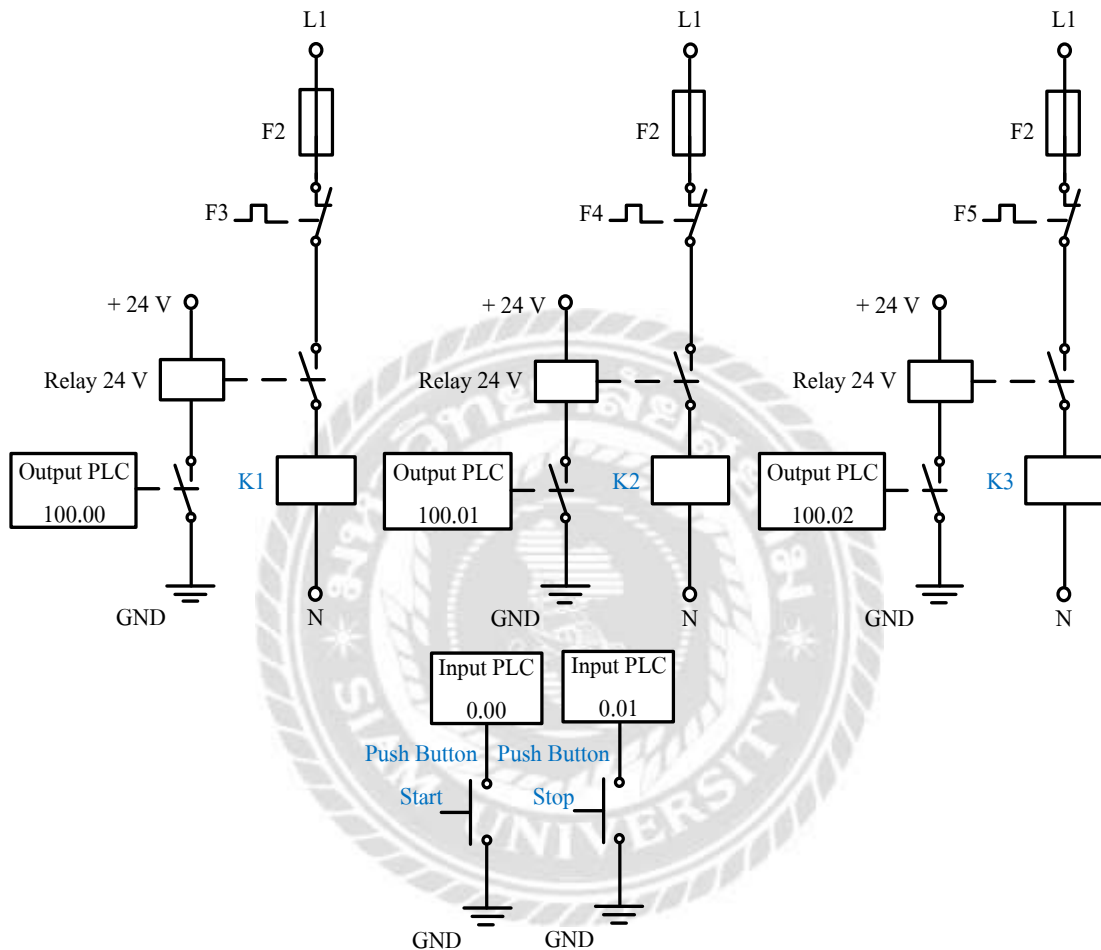 L1
L1
L1
F2
F2
F2
F3
F4
F5
+ 24 V
+ 24 V
+ 24 V
Relay 24 V
Relay 24 V
Relay 24 V
Output PLC
100.00
K1
Output PLC
100.01
K2
Output PLC
100.02
K3
GND
N
GND
N
GND
N
Input PLC
0.00
Input PLC
0.01
Push Button
Start
Push Button
Stop
GND
GND
SIAM UNIVERSITY